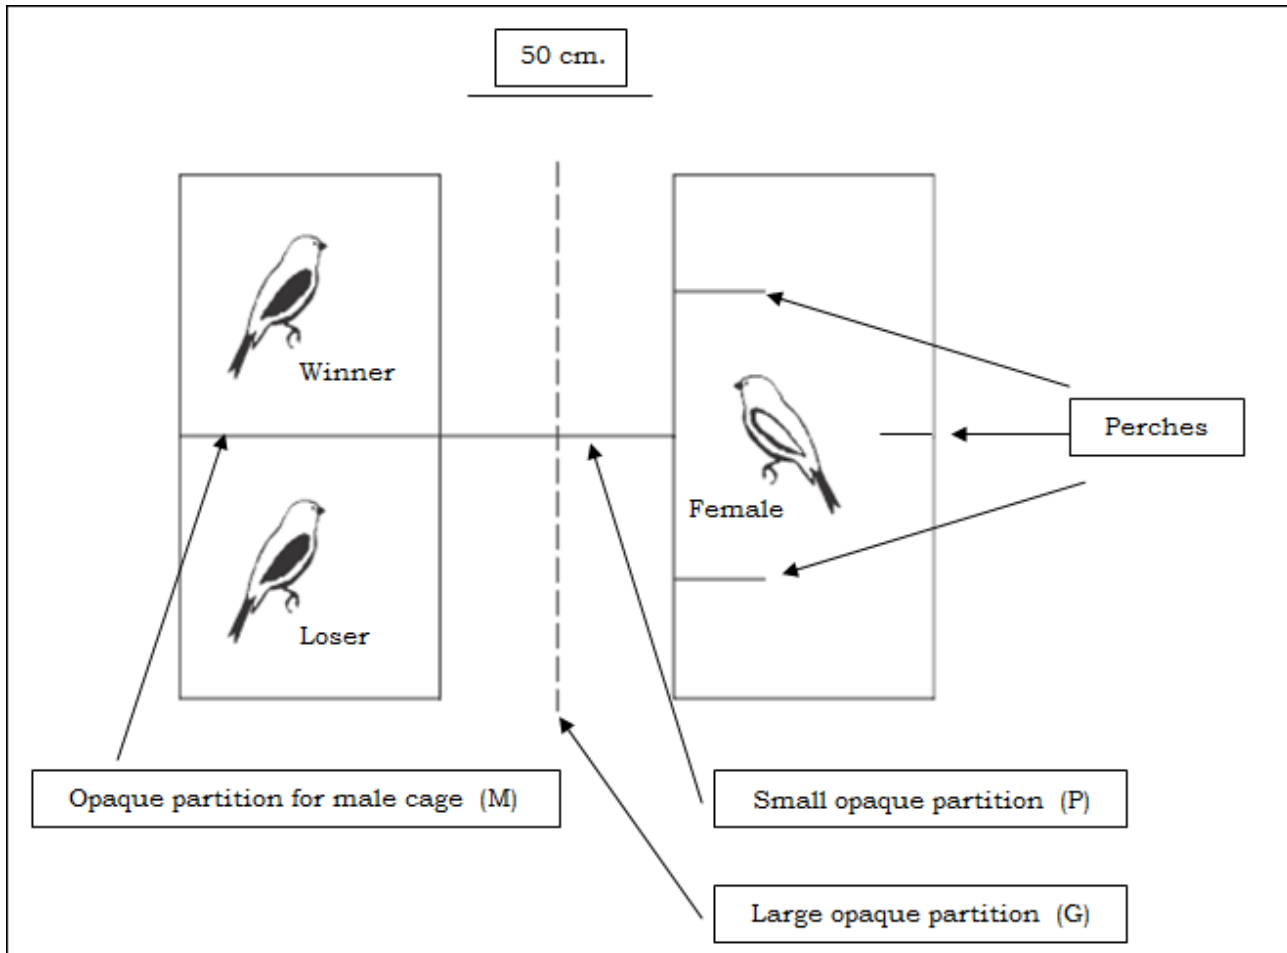 50 cm.
Winner
Perches
Female
Loser
Opaque partition for male cage (M)
Small opaque partition (P)
Large opaque partition (G)